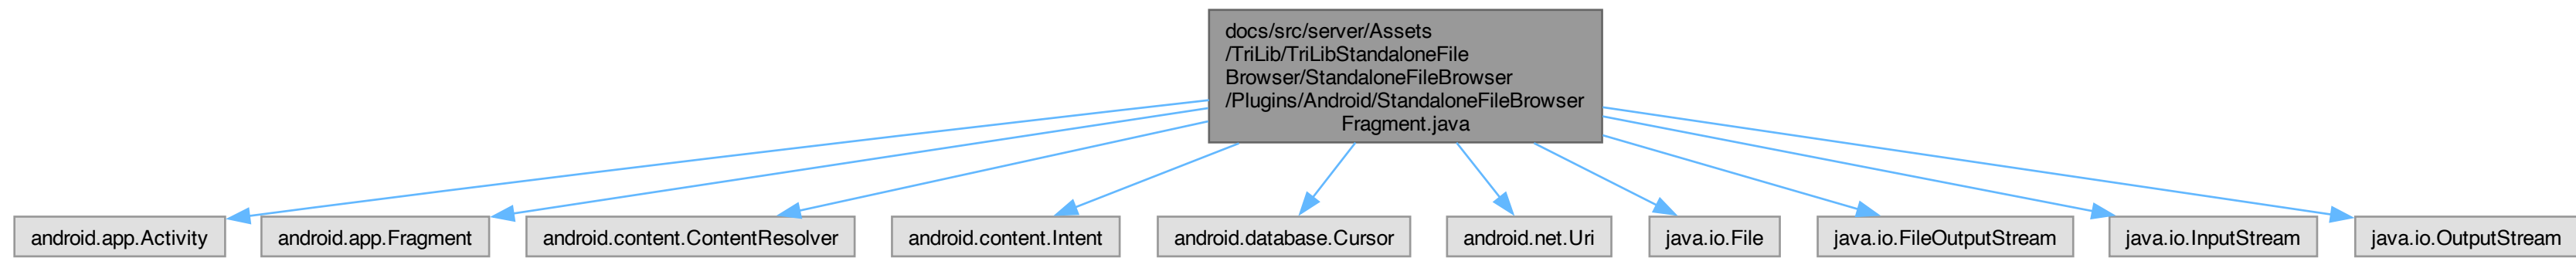 docs/src/server/Assets
/TriLib/TriLibStandaloneFile
Browser/StandaloneFileBrowser
/Plugins/Android/StandaloneFileBrowser
Fragment.java
android.app.Activity
android.app.Fragment
android.content.ContentResolver
android.content.Intent
android.database.Cursor
android.net.Uri
java.io.File
java.io.FileOutputStream
java.io.InputStream
java.io.OutputStream